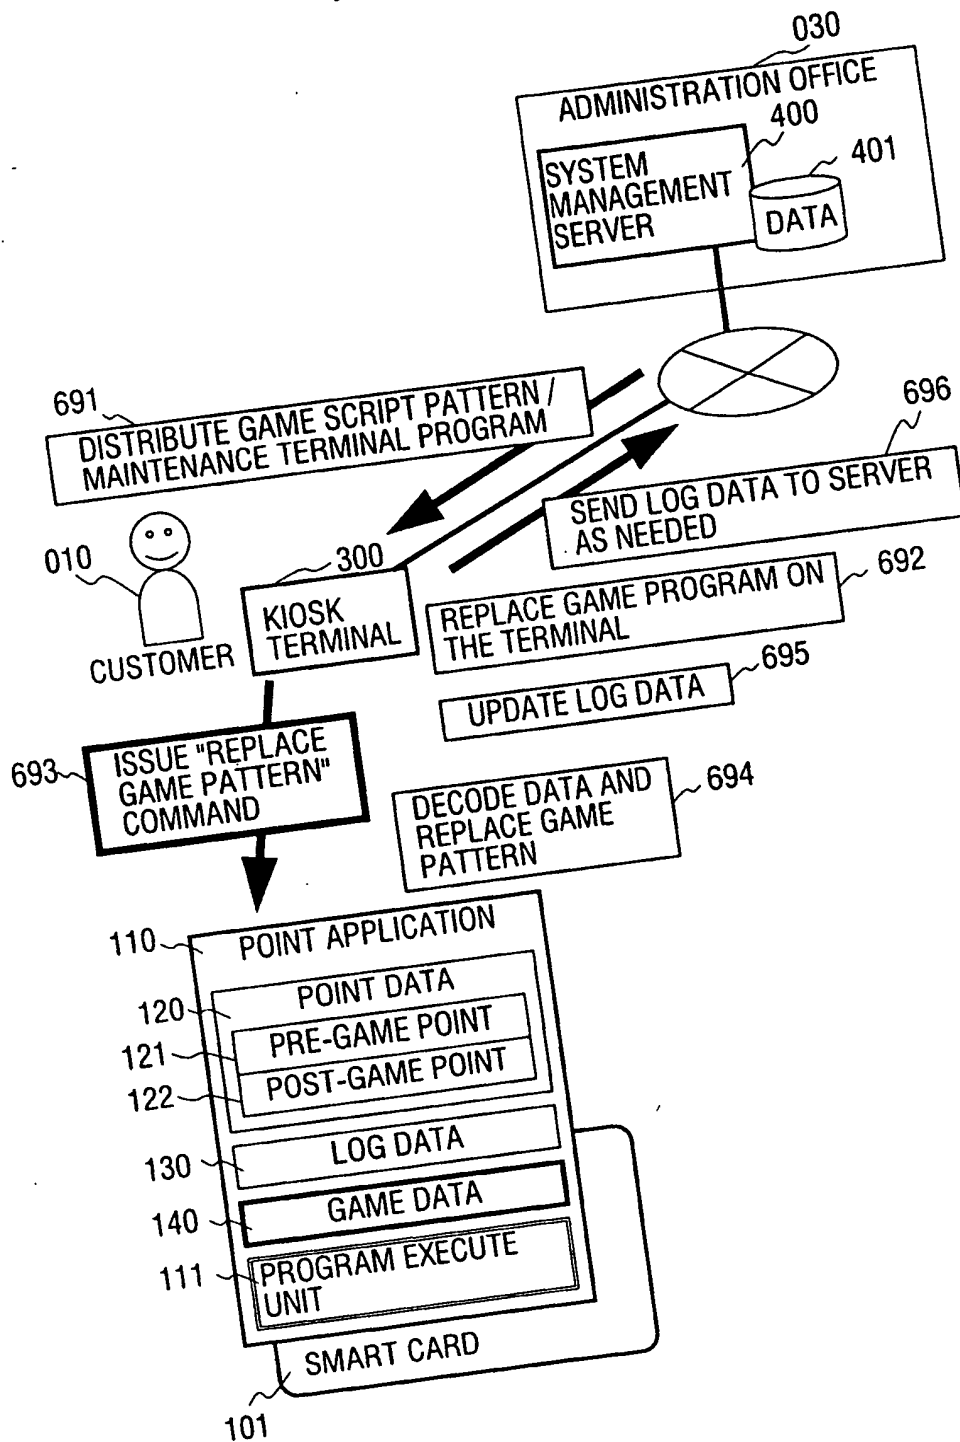 030
ADMINISTRATION OFFICE
400
SYSTEM
MANAGEMENT
SERVER
401
DATA
691
DISTRIBUTE GAME SCRIPT PATTERN /
MAINTENANCE TERMINAL PROGRAM
696
SEND LOG DATA TO SERVER
AS NEEDED
010
CUSTOMER
300
KIOSK
TERMINAL
692
REPLACE GAME PROGRAM ON
THE TERMINAL
695
UPDATE LOG DATA
693
ISSUE "REPLACE
GAME PATTERN"
COMMAND
694
DECODE DATA AND
REPLACE GAME
PATTERN
110
POINT APPLICATION
120
POINT DATA
121
PRE-GAME POINT
122
POST-GAME POINT
130
LOG DATA
140
GAME DATA
111
PROGRAM EXECUTE
UNIT
SMART CARD
101